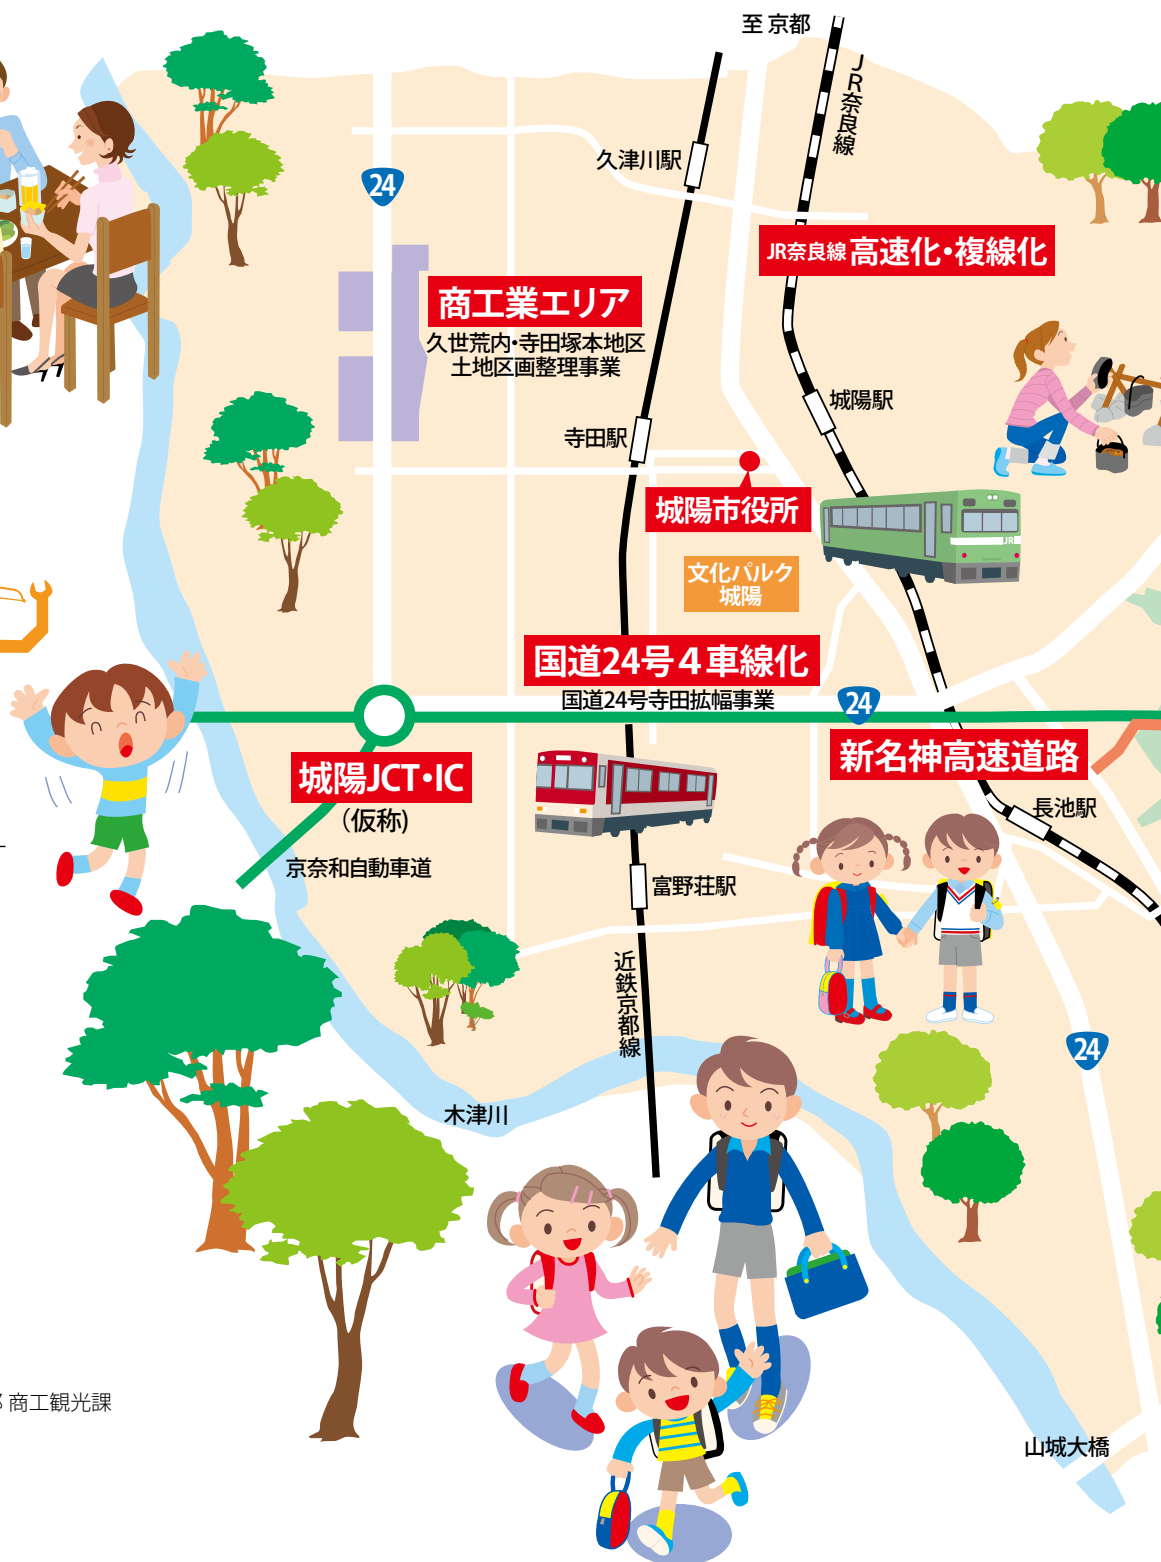 至 京都
JR奈良線
久津川駅
24
JR奈良線 高速化・複線化
商工業エリア
久世荒内・寺田塚本地区
土地区画整理事業
城陽駅
寺田駅
城陽市役所
JR
文化パルク
城陽
国道24号４車線化
国道24号寺田拡幅事業
24
新名神高速道路
城陽JCT・IC
（仮称)
長池駅
京奈和自動車道
富野荘駅
近鉄京都線
24
木津川
商工観光課
山城大橋